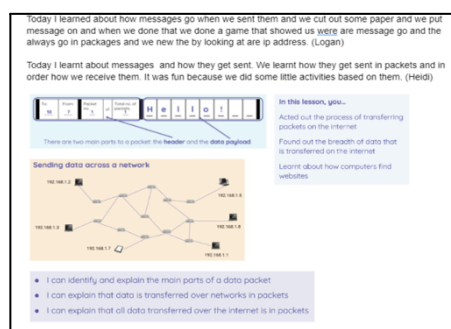 Today I learned about how messages go when we sent them and we cut out some paper and we put
message on and when we done that we done a game that showed us were are message go and the
always go in packages and we new the by looking at are ip address. (Logan)
Today I learnt about messages  and how they get sent. We learnt how they get sent in packets and in
order how we receive them. It was fun because we did some little activities based on them. (Heidi)
To
From
Packet no.
of
Total no. of packets
H e l l o !
There are two main parts to a packet: the header and the data payload.
In this lesson, you...
Acted out the process of transferring
packets on the internet
Found out the breadth of data that
is transferred on the internet
Learnt about how computers find
websites
Sending data across a network
192.168.1.2
192.168.1.5
192.168.1.7
192.168.1.1
I can identify and explain the main parts of a data packet
I can explain that data is transferred over networks in packets
I can explain that all data transferred over the internet is in packets